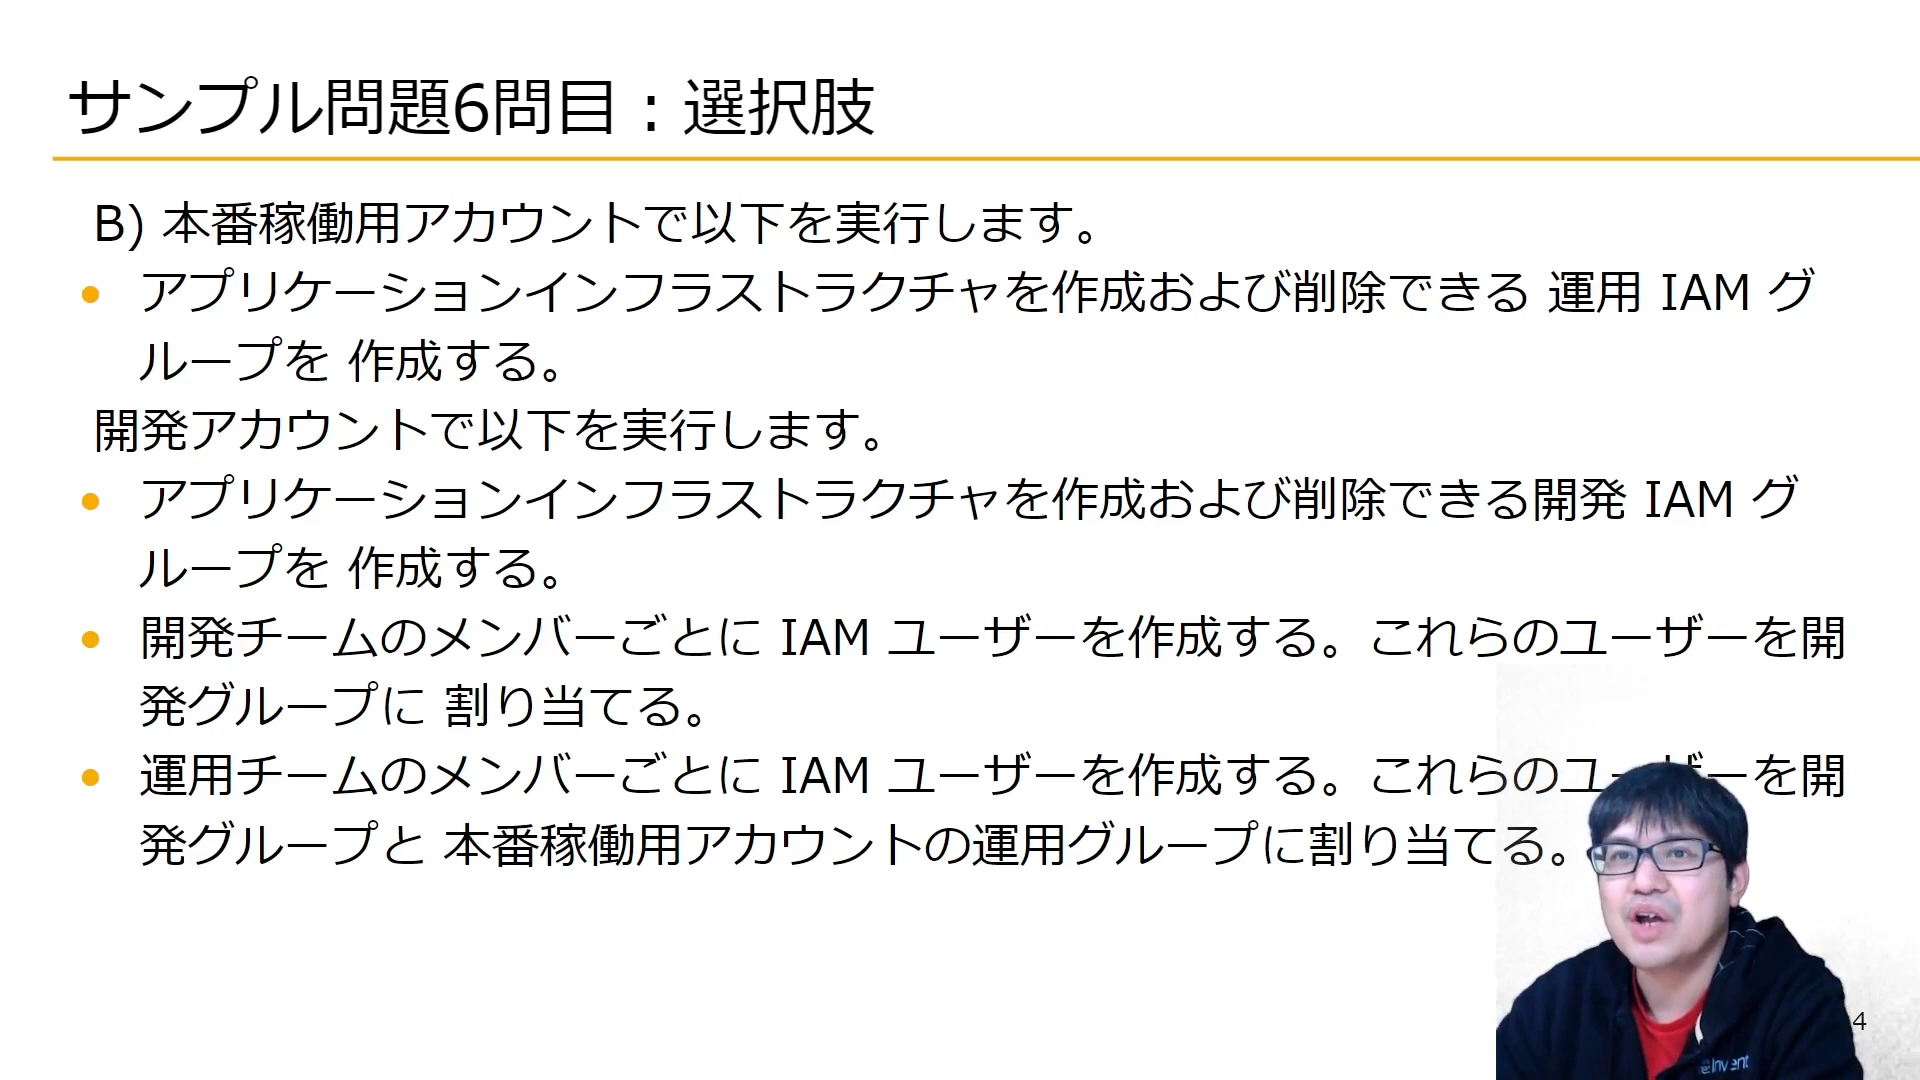 サンプル問題6問目：選択肢
B) 本番稼働用アカウントで以下を実行します。
• アプリケーションインフラストラクチャを作成および削除できる 運用 IAM グ
ループを 作成する。
開発アカウントで以下を実行します。
• アプリケーションインフラストラクチャを作成および削除できる開発 IAM グ
ループを 作成する。
• 開発チームのメンバーごとに IAM ユーザーを作成する。これらのユーザーを開
発グループに 割り当てる。
• 運用チームのメンバーごとに IAM ユーザーを作成する。これらのユーザーを開
発グループと 本番稼働用アカウントの運用グループに割り当てる。
4
re:Invent